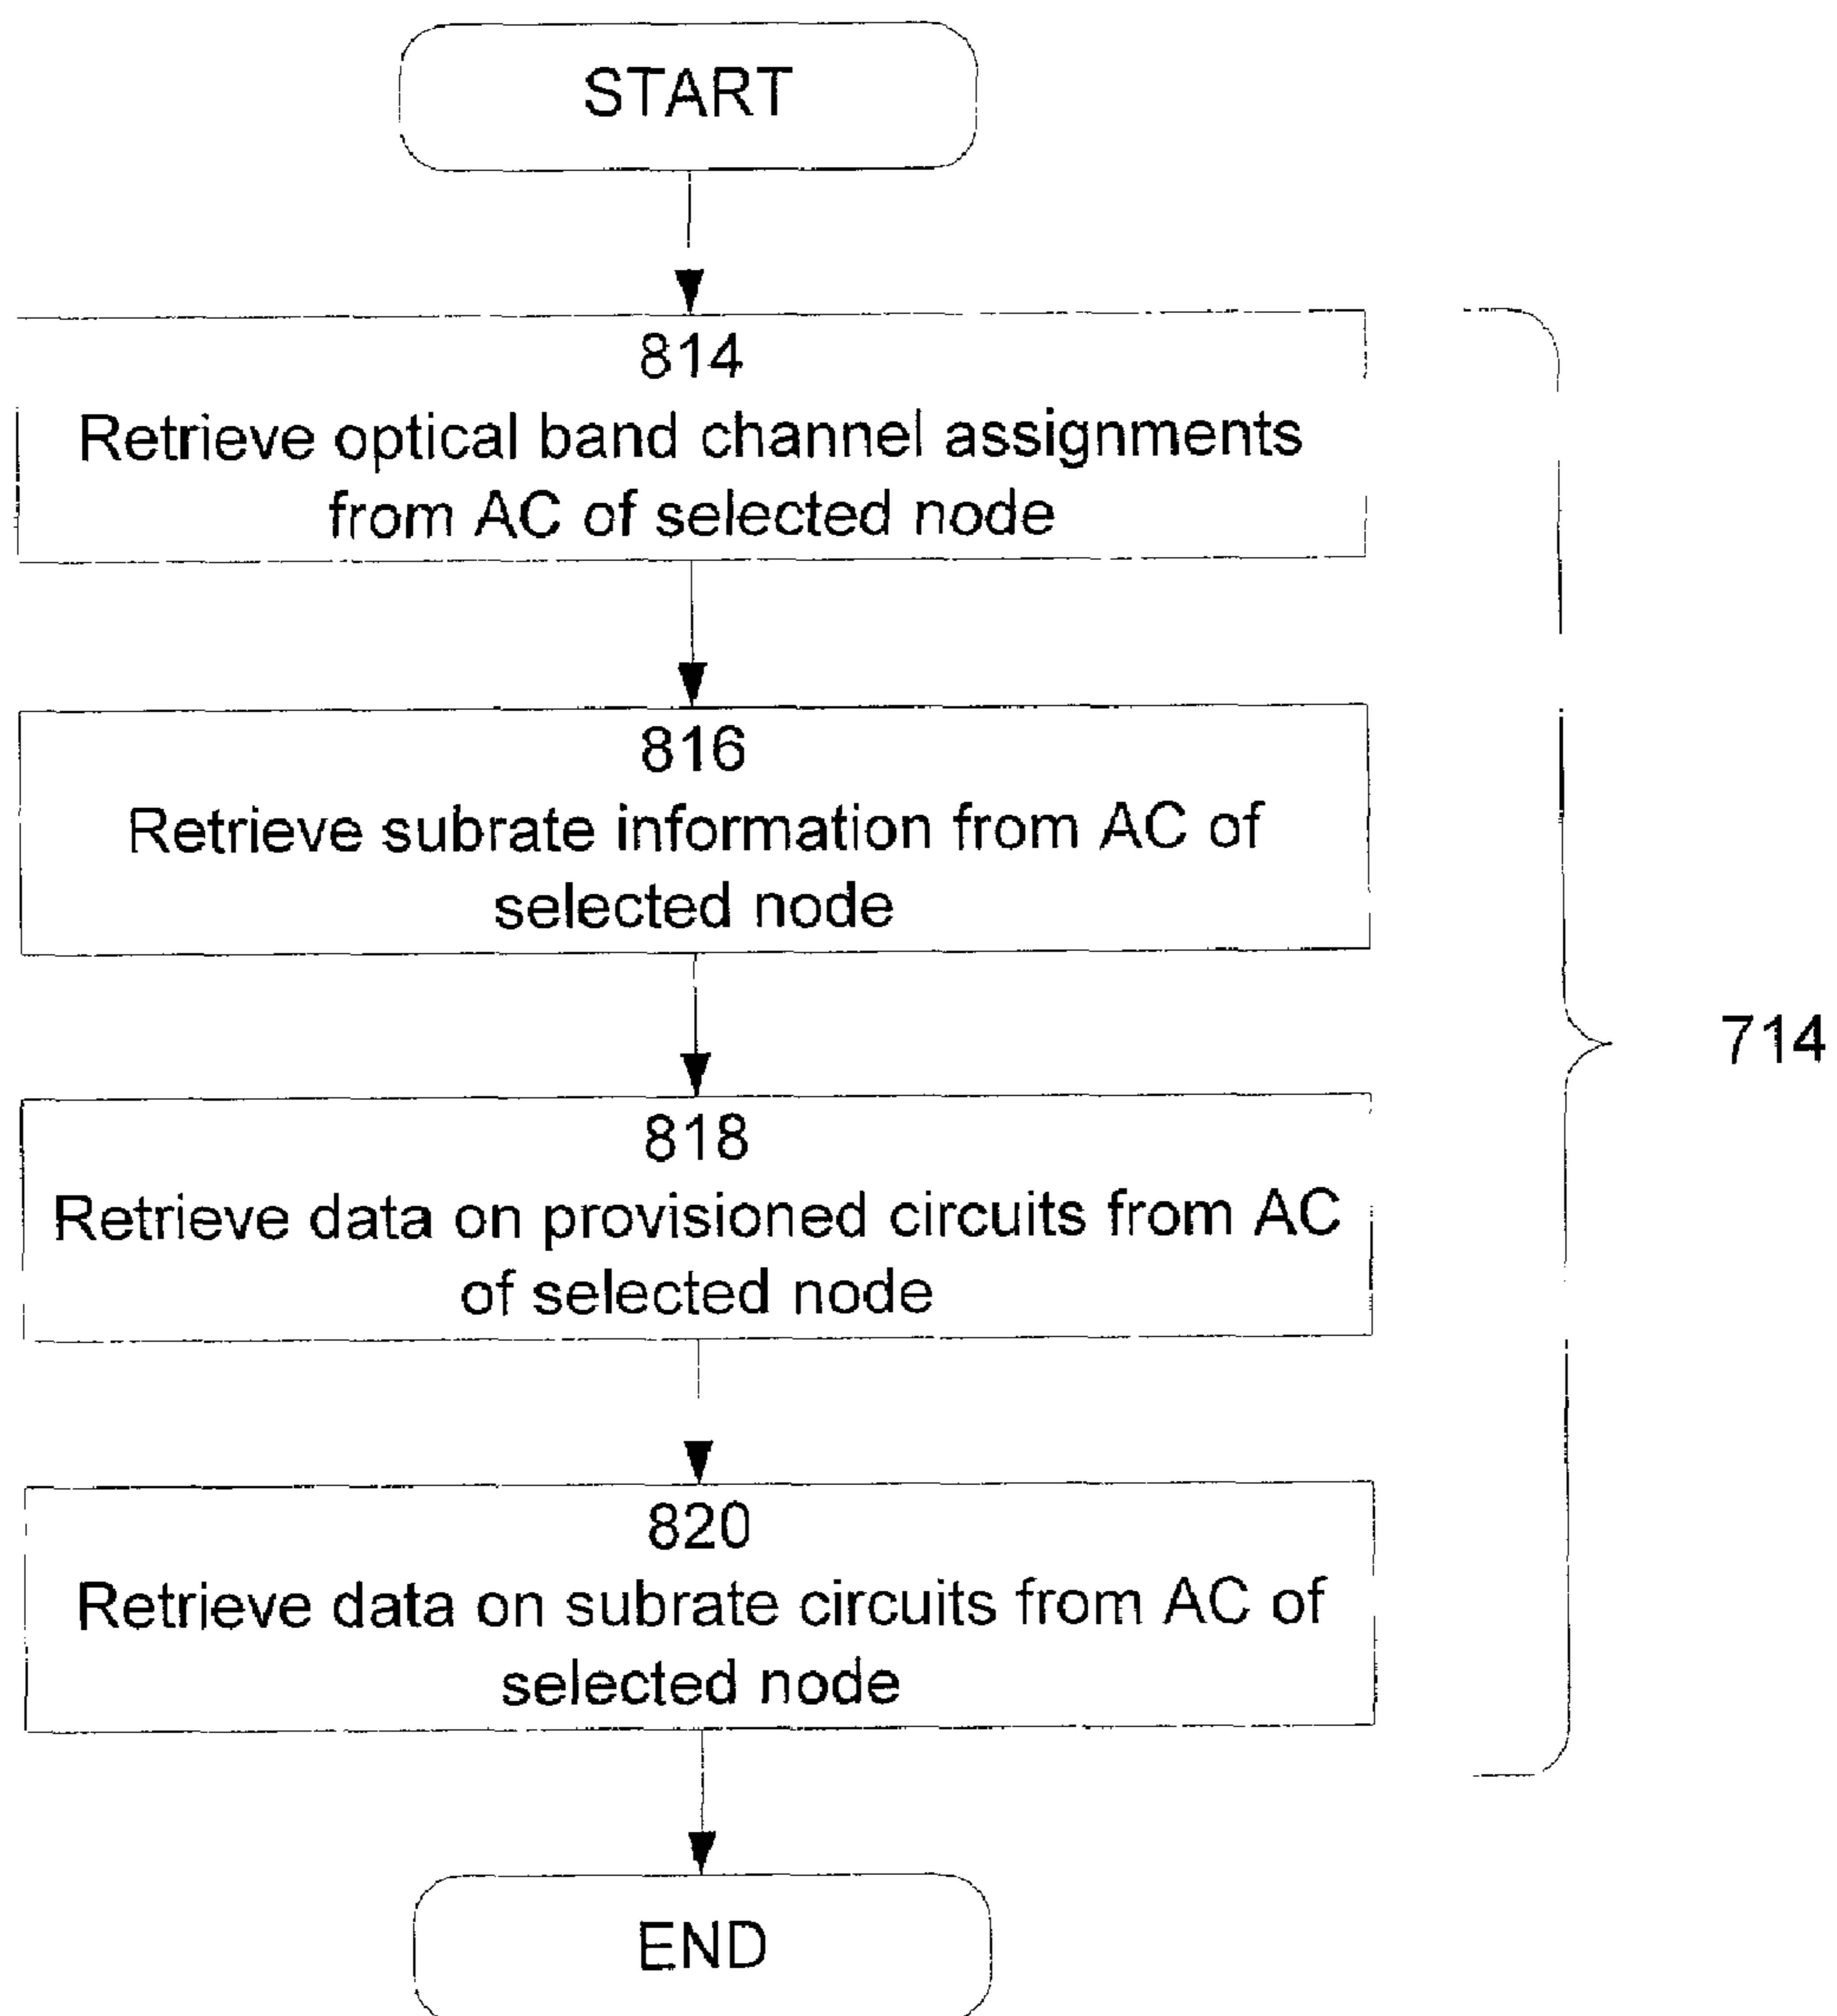 START
814
Retrieve optical band channel assignments
from AC of selected node
816
Retrieve subrate information from AC of
selected node
818
Retrieve data on provisioned circuits from AC
of selected node
714
820
Retrieve data on subrate circuits from AC of
selected node
END